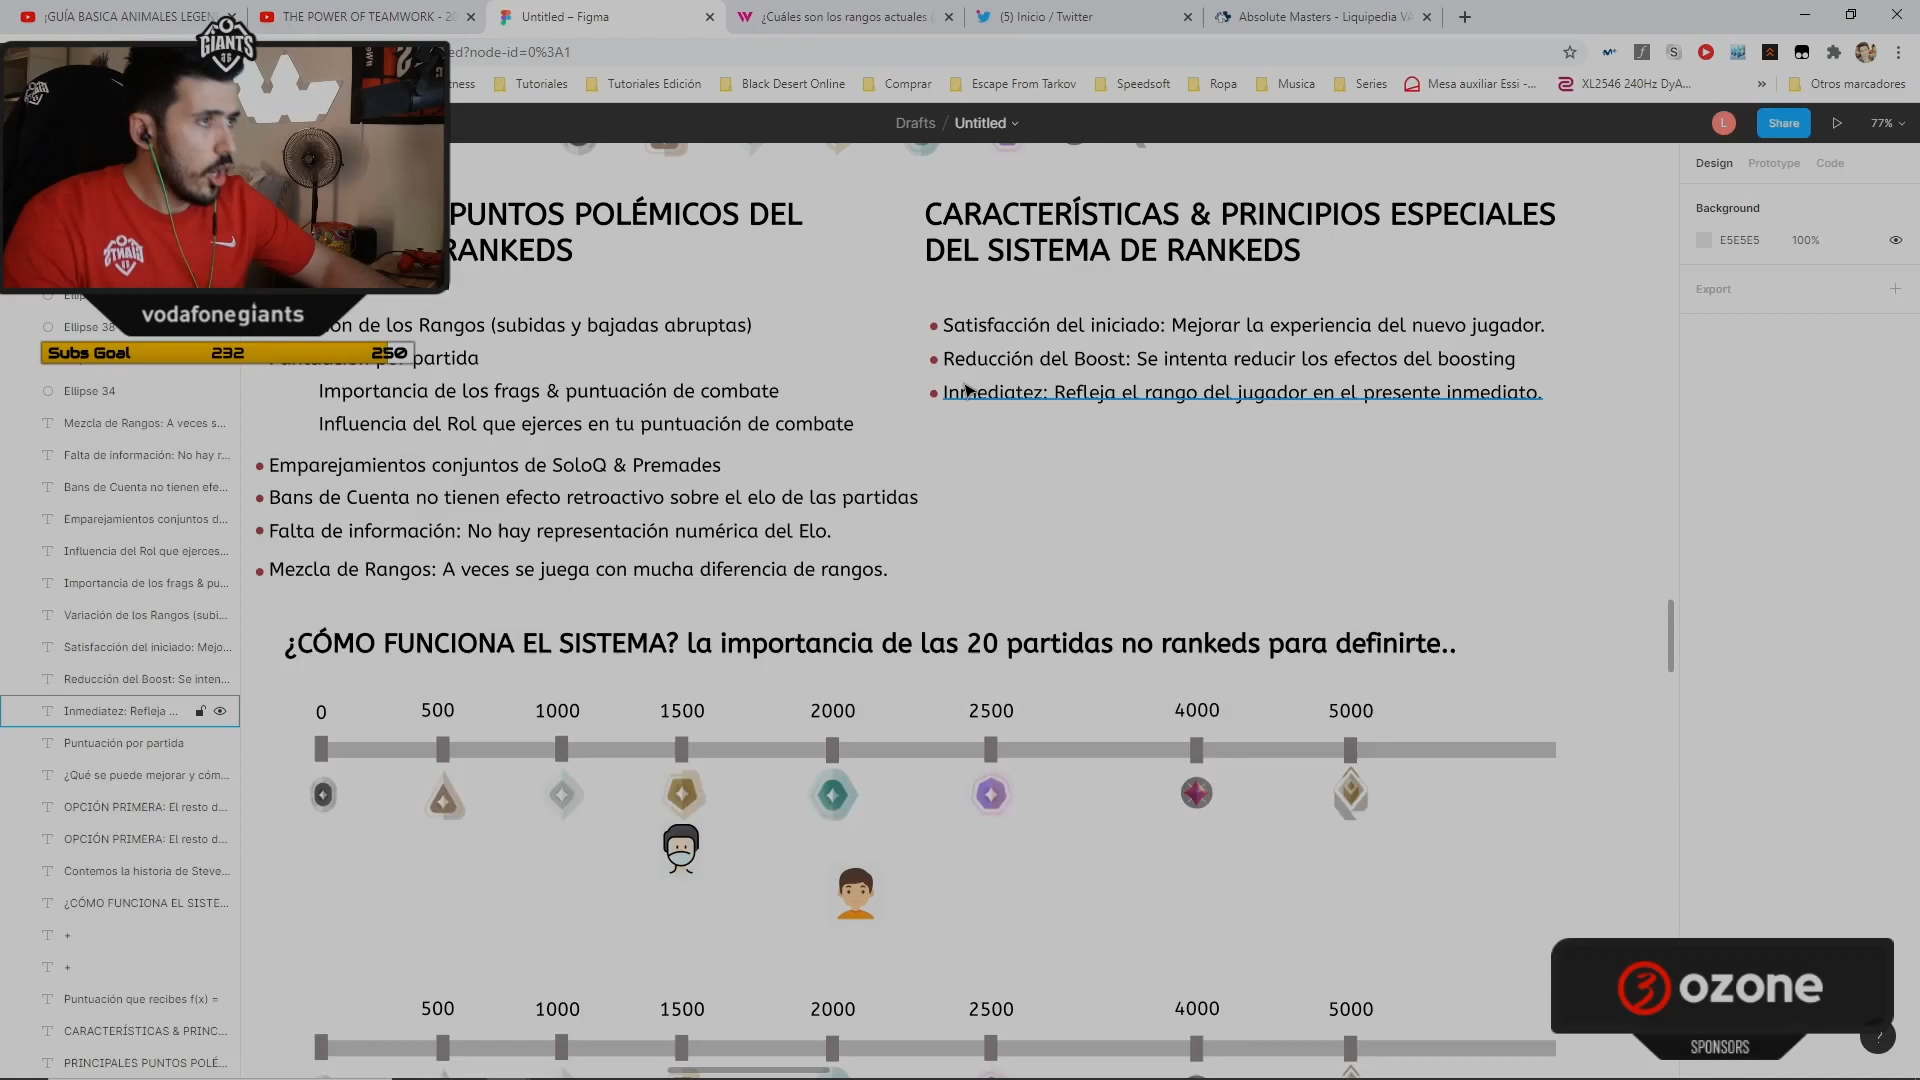 ¡GUÍA BASICA ANIMALES LEGEN
THE POWER OF TEAMWORK - 20
Untitled – Figma
¿Cuáles son los rangos actuales (
(5) Inicio / Twitter
Absolute Masters - Liquipedia VA
ed?node-id=0%3A1
tness
Tutoriales
Tutoriales Edición
Black Desert Online
Comprar
Escape From Tarkov
Speedsoft
Ropa
Musica
Series
Mesa auxiliar Essi -...
XL2546 240Hz DyA...
»
Otros marcadores
Drafts / Untitled
L
Share
77%
Design
Prototype
Code
Background
E5E5E5
100%
Export
GIANTS
vodafonegiants
Subs Goal 232 250
PUNTOS POLÉMICOS DEL
RANKEDS
ón de los Rangos (subidas y bajadas abruptas)
Puntuación por partida
Importancia de los frags & puntuación de combate
Influencia del Rol que ejerces en tu puntuación de combate
Emparejamientos conjuntos de SoloQ & Premades
Bans de Cuenta no tienen efecto retroactivo sobre el elo de las partidas
Falta de información: No hay representación numérica del Elo.
Mezcla de Rangos: A veces se juega con mucha diferencia de rangos.
CARACTERÍSTICAS & PRINCIPIOS ESPECIALES
DEL SISTEMA DE RANKEDS
Satisfacción del iniciado: Mejorar la experiencia del nuevo jugador.
Reducción del Boost: Se intenta reducir los efectos del boosting
Inmediatez: Refleja el rango del jugador en el presente inmediato.
¿CÓMO FUNCIONA EL SISTEMA? la importancia de las 20 partidas no rankeds para definirte..
0 500 1000 1500 2000 2500 4000 5000
500 1000 1500 2000 2500 4000 5000
Ellipse 38
Ellipse 34
Mezcla de Rangos: A veces s...
Falta de información: No hay r...
Bans de Cuenta no tienen efe...
Emparejamientos conjuntos d...
Influencia del Rol que ejerces...
Importancia de los frags & pu...
Variación de los Rangos (subi...
Satisfacción del iniciado: Mejo...
Reducción del Boost: Se inten...
Inmediatez: Refleja ...
Puntuación por partida
¿Qué se puede mejorar y cóm...
OPCIÓN PRIMERA: El resto d...
OPCIÓN PRIMERA: El resto d...
Contemos la historia de Steve...
¿CÓMO FUNCIONA EL SISTE...
+
+
Puntuación que recibes f(x) =
CARACTERÍSTICAS & PRINC...
PRINCIPALES PUNTOS POLÉ...
ozone
SPONSORS
?